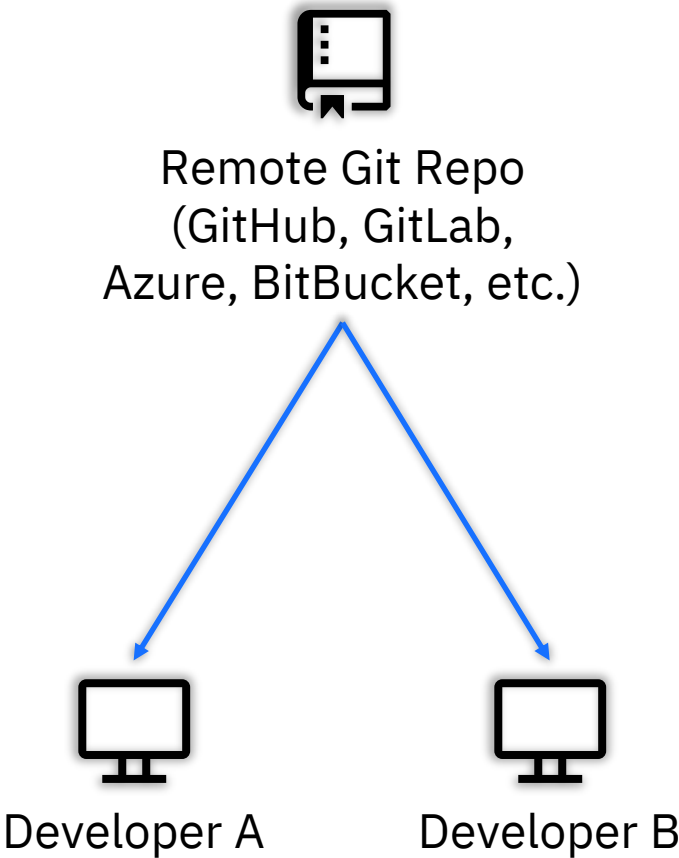 Remote Git Repo
(GitHub, GitLab,
Azure, BitBucket, etc.)
Developer A
Developer B